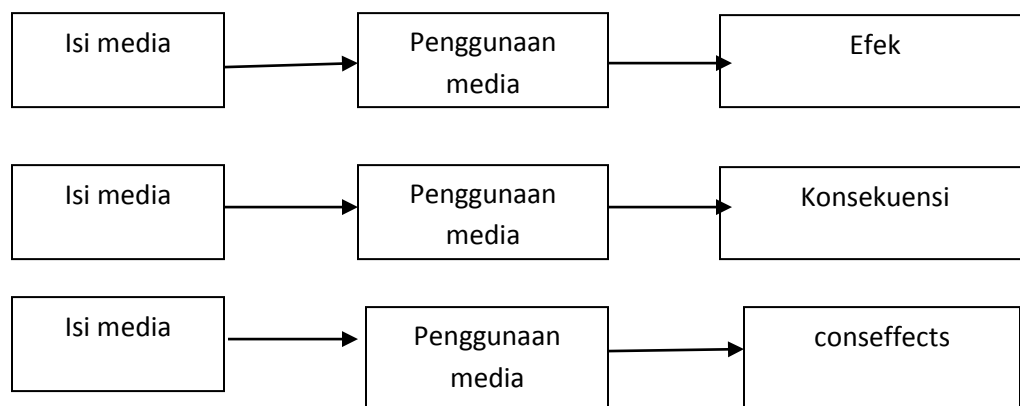 Isi media
Penggunaan
media
Efek
Isi media
Penggunaan
media
Konsekuensi
Isi media
Penggunaan
media
conseffects